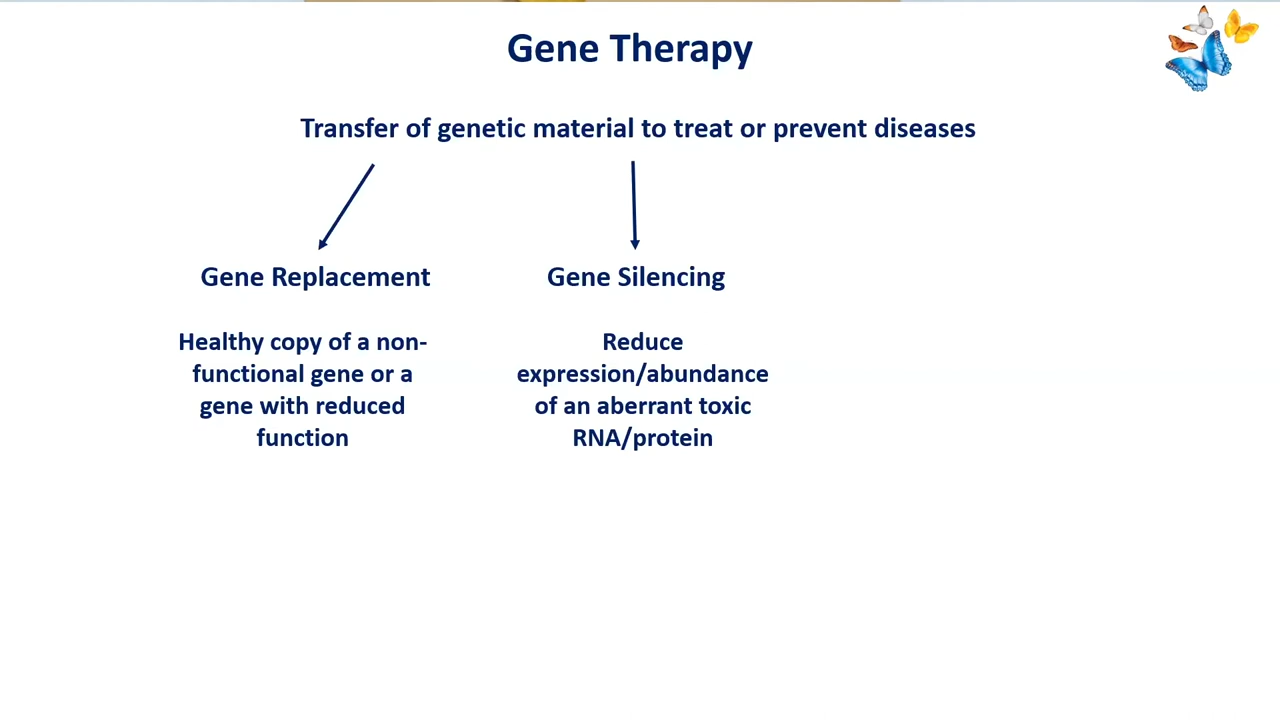 Gene Therapy
Transfer of genetic material to treat or prevent diseases
Gene Replacement
Gene Silencing
Healthy copy of a non-
functional gene or a
gene with reduced
function
Reduce
expression/abundance
of an aberrant toxic
RNA/protein